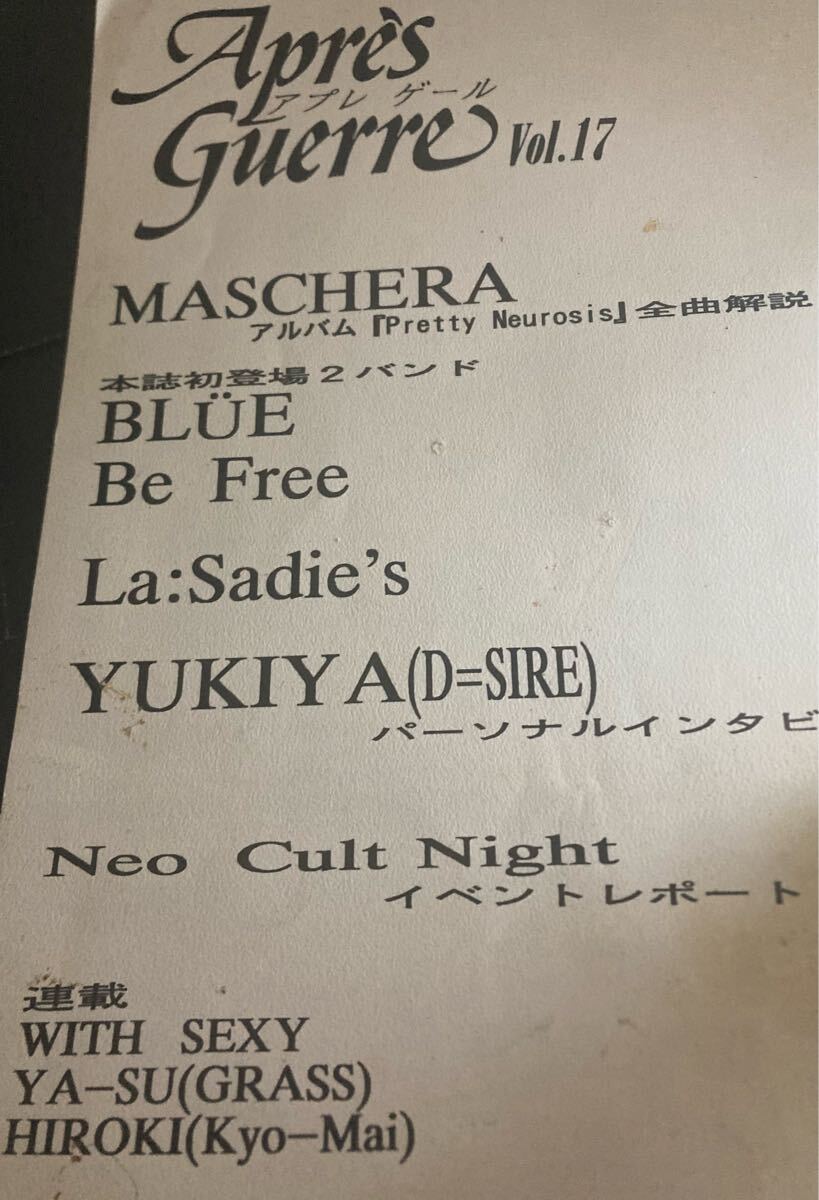 Après
アプレ ゲール
Guerre Vol.17
MASCHERA
アルバム『Pretty Neurosis』全曲解説
本誌初登場2バンド
BLÜE
Be Free
La:Sadie's
YUKIYA(D=SIRE)
パーソナルインタビ
Neo Cult Night
イベントレポート
連載
WITH SEXY
YA-SU(GRASS)
HIROKI(Kyo-Mai)